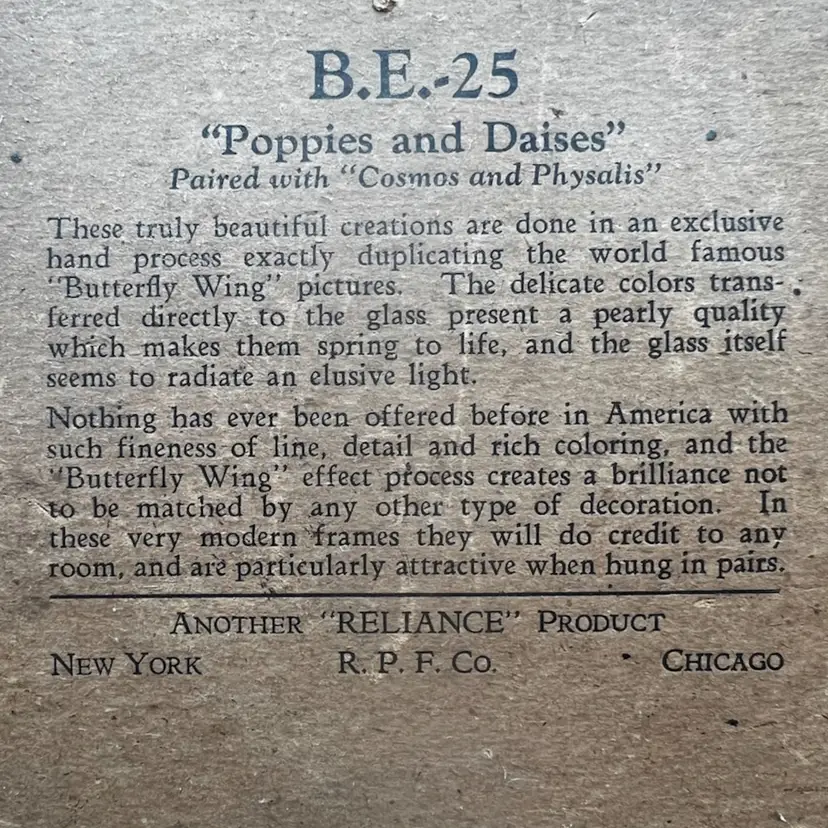 B.E.-25
"Poppies and Daises"
Paired with "Cosmos and Physalis"
These truly beautiful creations are done in an exclusive
hand process exactly duplicating the world famous
"Butterfly Wing" pictures. The delicate colors trans-
ferred directly to the glass present a pearly quality
which makes them spring to life, and the glass itself
seems to radiate an elusive light.
Nothing has ever been offered before in America with
such fineness of line, detail and rich coloring, and the
"Butterfly Wing" effect process creates a brilliance not
to be matched by any other type of decoration. In
these very modern frames they will do credit to any
room, and are particularly attractive when hung in pairs.
ANOTHER "RELIANCE" PRODUCT
NEW YORK R. P. F. CO. CHICAGO